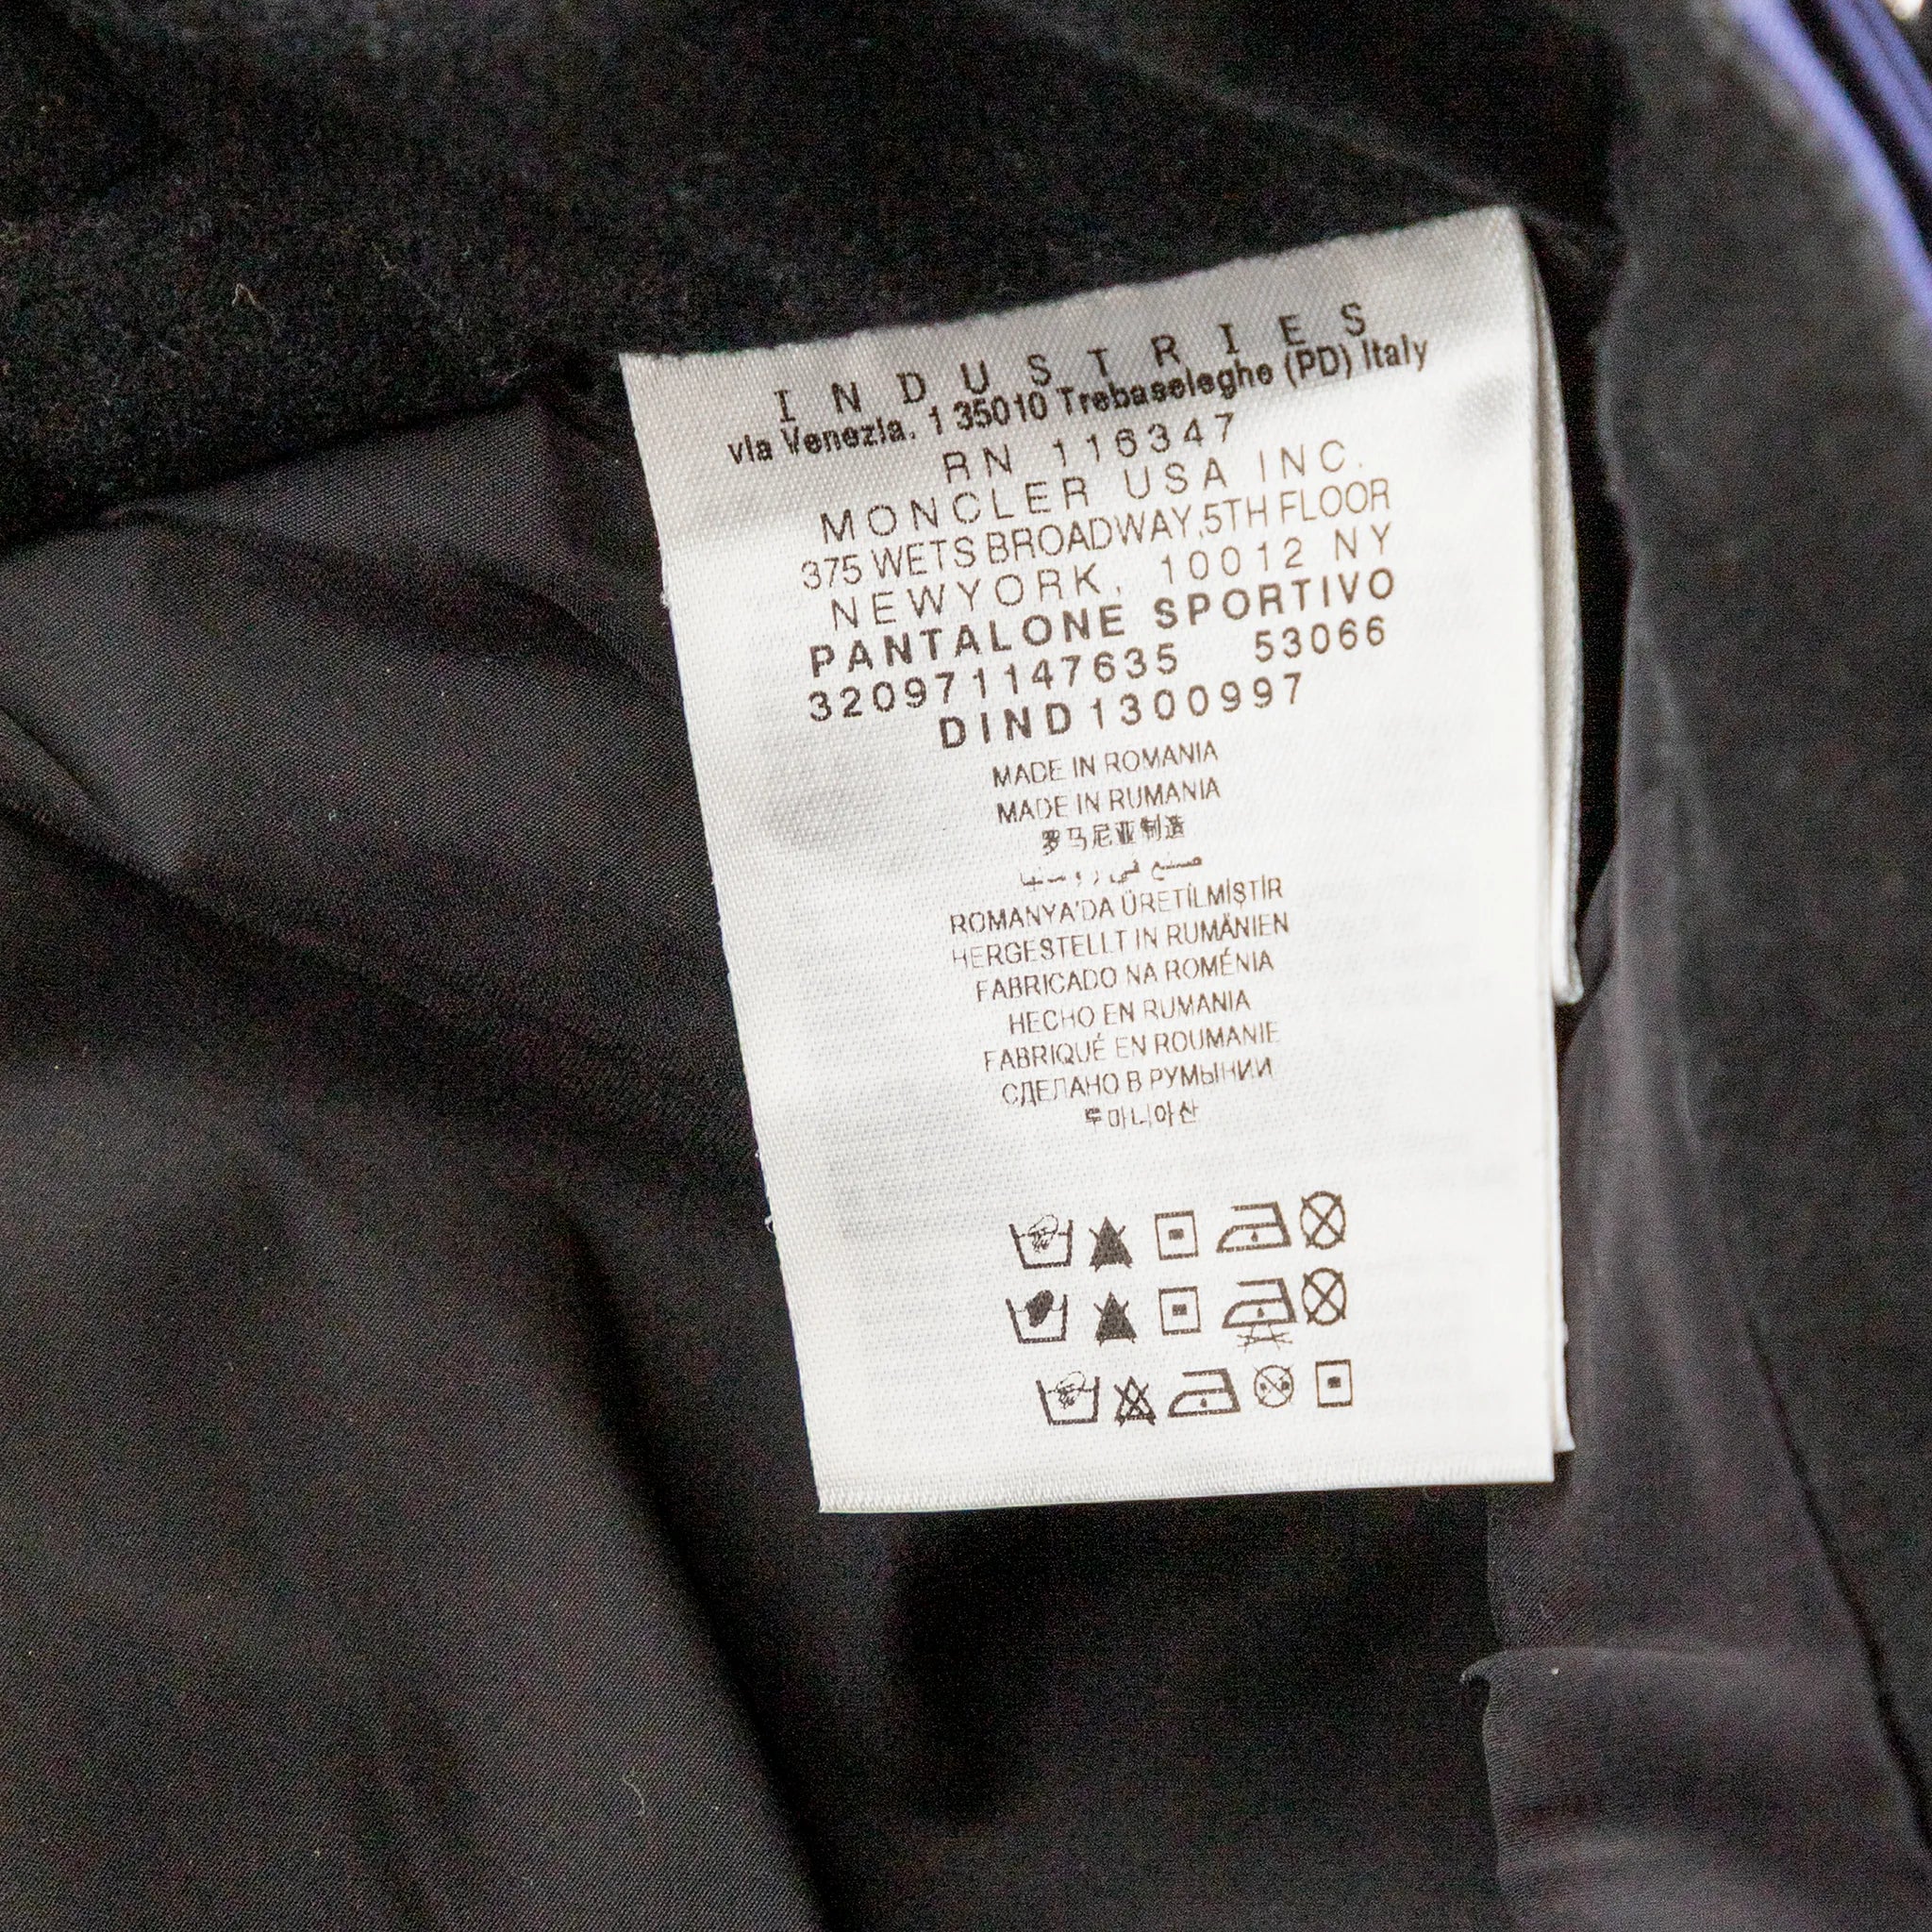 INDUSTRIES
via Venezia, 1 35010 Trebaseleghe (PD) Italy
RN 116347
MONCLER USA INC.
375 WETS BROADWAY,5TH FLOOR
NEWYORK, 10012 NY
PANTALONE SPORTIVO
320971147635 53066
DIND1300997
MADE IN ROMANIA
MADE IN RUMANIA
罗马尼亚制造
صنع في
ROMANYA'DA ÜRETİLMİŞTİR
HERGESTELLT IN RUMÄNIEN
FABRICADO NA ROMÉNIA
HECHO EN RUMANIA
FABRIQUÉ EN ROUMANIE
СДЕЛАНО В РУМЫНИИ
루마니아산